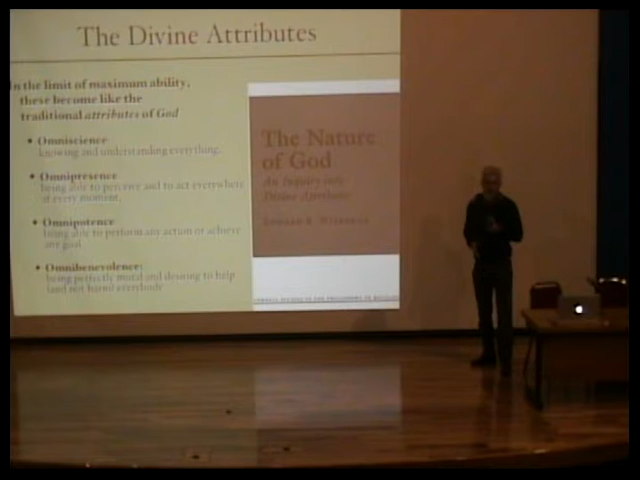 The Divine Attributes
In the limit of maximum ability,
these become like the
traditional attributes of God
• Omniscience
knowing and understanding everything.
• Omnipresence
being able to perceive and to act everywhere
at every moment.
• Omnipotence
being able to perform any action or achieve
any goal
• Omnibenevolence:
being perfectly moral and desiring to help
(and not harm) everybody
The Nature
of God
An Inquiry into
Divine Attributes
Edward R. Wierenga